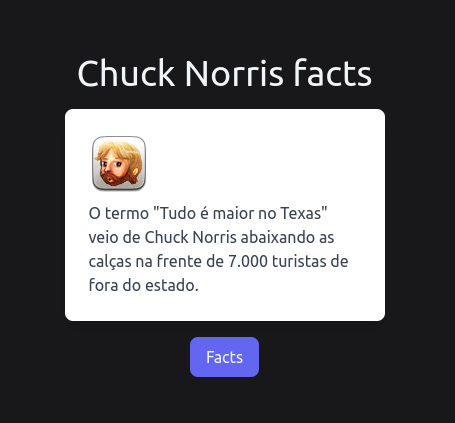 Chuck Norris facts
O termo "Tudo é maior no Texas"
veio de Chuck Norris abaixando as
calças na frente de 7.000 turistas de
fora do estado.
Facts